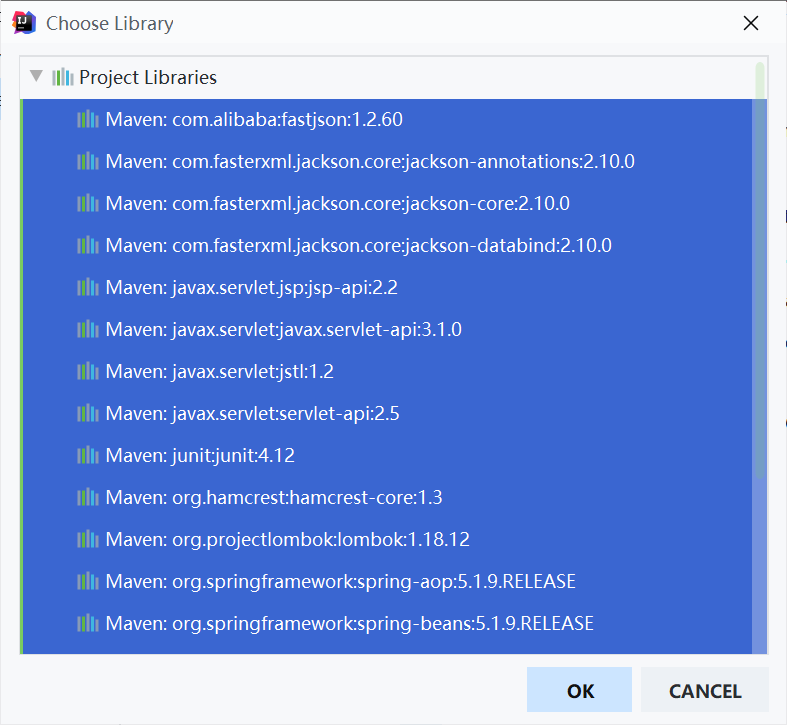 Choose Library
Project Libraries
Maven: com.alibaba:fastjson:1.2.60
Maven: com.fasterxml.jackson.core:jackson-annotations:2.10.0
Maven: com.fasterxml.jackson.core:jackson-core:2.10.0
Maven: com.fasterxml.jackson.core:jackson-databind:2.10.0
Maven: javax.servlet.jsp:jsp-api:2.2
Maven: javax.servlet:javax.servlet-api:3.1.0
Maven: javax.servlet:jstl:1.2
Maven: javax.servlet:servlet-api:2.5
Maven: junit:junit:4.12
Maven: org.hamcrest:hamcrest-core:1.3
Maven: org.projectlombok:lombok:1.18.12
Maven: org.springframework:spring-aop:5.1.9.RELEASE
Maven: org.springframework:spring-beans:5.1.9.RELEASE
OK CANCEL